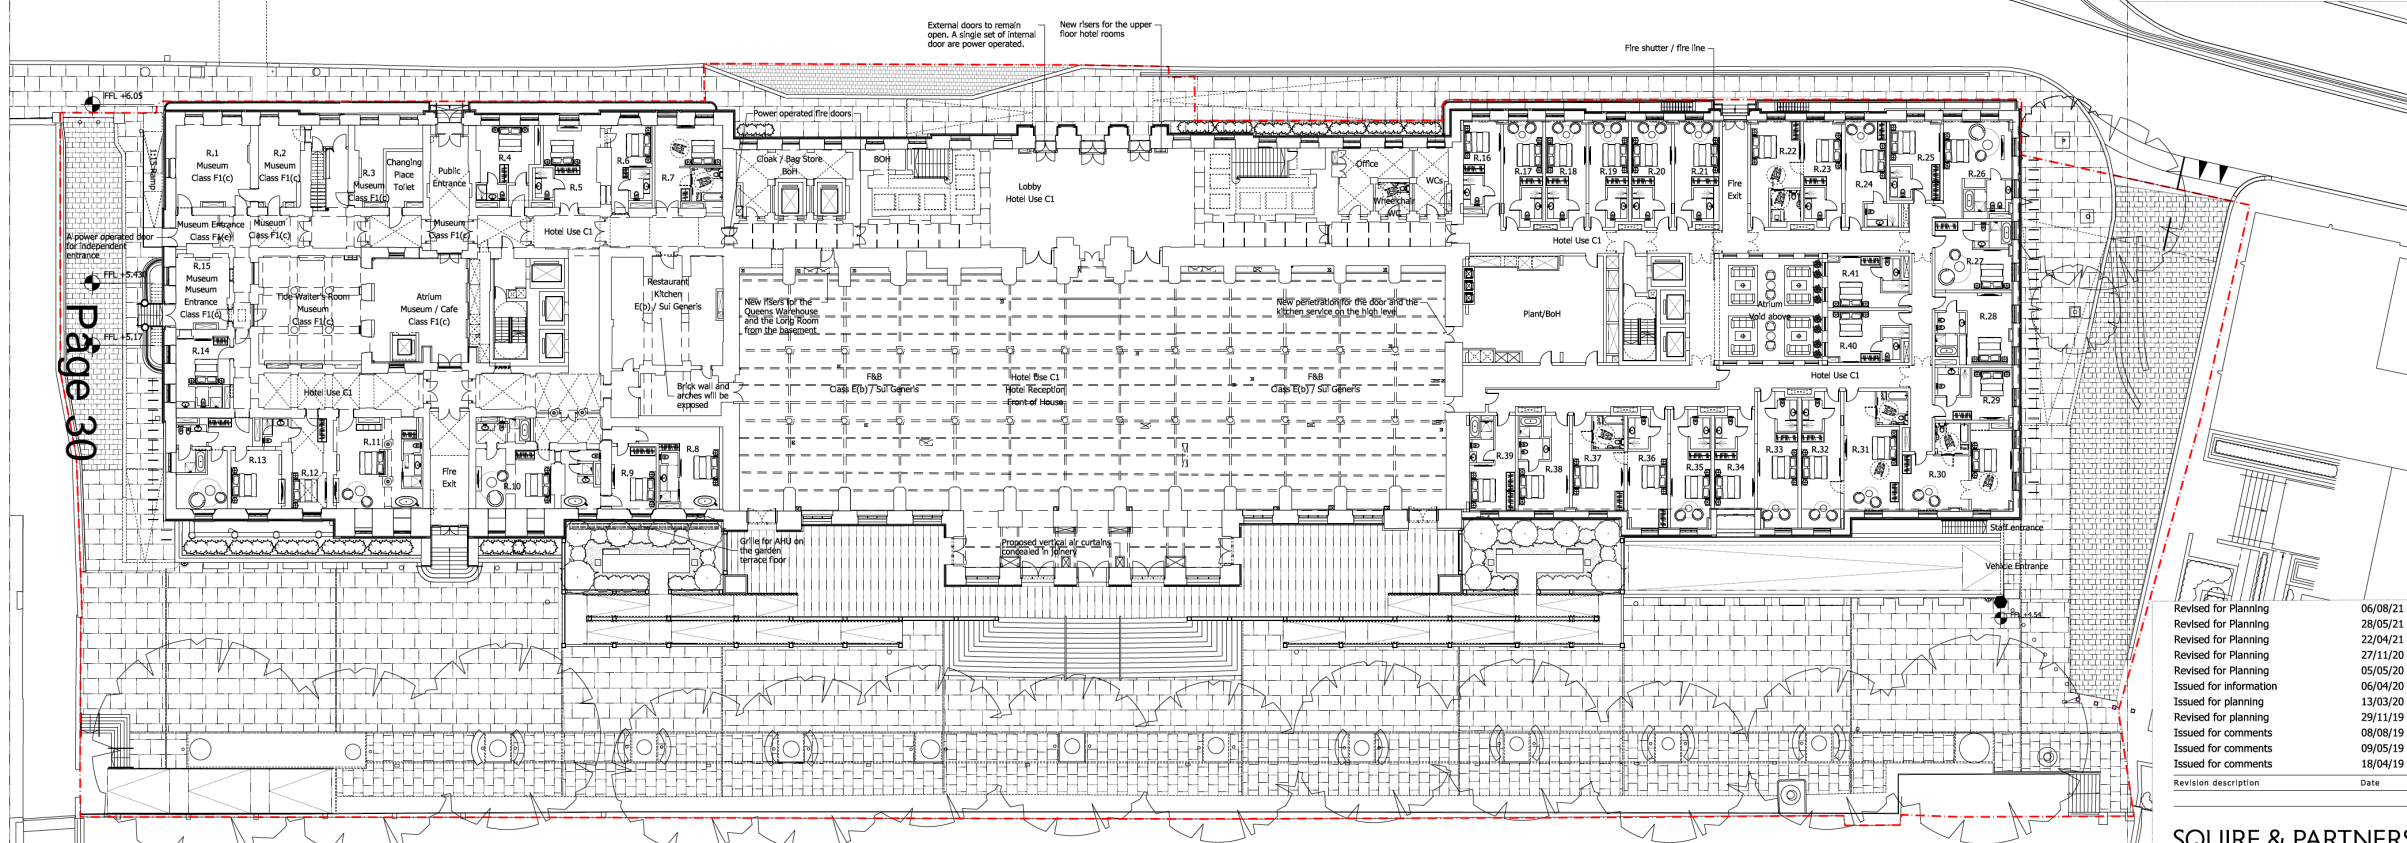 External doors to remain
open. A single set of internal
door are power operated.
New risers for the upper
floor hotel rooms
Fire shutter / fire line
FFL +6.05
Power operated fire doors
R.1
Museum
Class F1(c)
R.2
Museum
Class F1(c)
R.3
Museum
Class F1(c)
Changing
Place
Toilet
Public
Entrance
R.4
R.5
R.6
R.7
Cloak / Bag Store
BoH
BOH
Lobby
Hotel Use C1
Office
WCs
Wheelchair
WC
R.16
R.17
R.18
R.19
R.20
R.21
Fire
Exit
R.22
R.23
R.24
R.25
R.26
Museum Entrance
Class F1(c)
Museum
Class F1(c)
Museum
Class F1(c)
Hotel Use C1
Hotel Use C1
A power operated door
for independent
entrance
R.15
Museum
Museum
Entrance
Class F1(c)
Tide Waiter's Room
Museum
Class F1(c)
Atrium
Museum / Cafe
Class F1(c)
Restaurant
Kitchen
E(b) / Sui Generis
New risers for the
Queens Warehouse
and the Long Room
from the basement
New penetration for the door and the
kitchen service on the high level
Plant/BoH
Atrium
Void above
R.41
R.27
R.40
R.28
FFL +5.17
Page 30
R.14
Hotel Use C1
Brick wall and
arches will be
exposed
F&B
Class E(b) / Sui Generis
Hotel Use C1
Hotel Reception
Front of House
F&B
Class E(b) / Sui Generis
Hotel Use C1
R.29
R.13
R.12
R.11
Fire
Exit
R.10
R.9
R.8
R.39
R.38
R.37
R.36
R.35
R.34
R.33
R.32
R.31
R.30
Grille for AHU on
the garden
terrace floor
Proposed vertical air curtains
concealed in joinery
Staff entrance
Vehicle Entrance
Revised for Planning 06/08/21
Revised for Planning 28/05/21
Revised for Planning 22/04/21
Revised for Planning 27/11/20
Revised for Planning 05/05/20
Issued for information 06/04/20
Issued for planning 13/03/20
Revised for planning 29/11/19
Issued for comments 08/08/19
Issued for comments 09/05/19
Issued for comments 18/04/19
Revision description Date
SQUIRE & PARTNERS